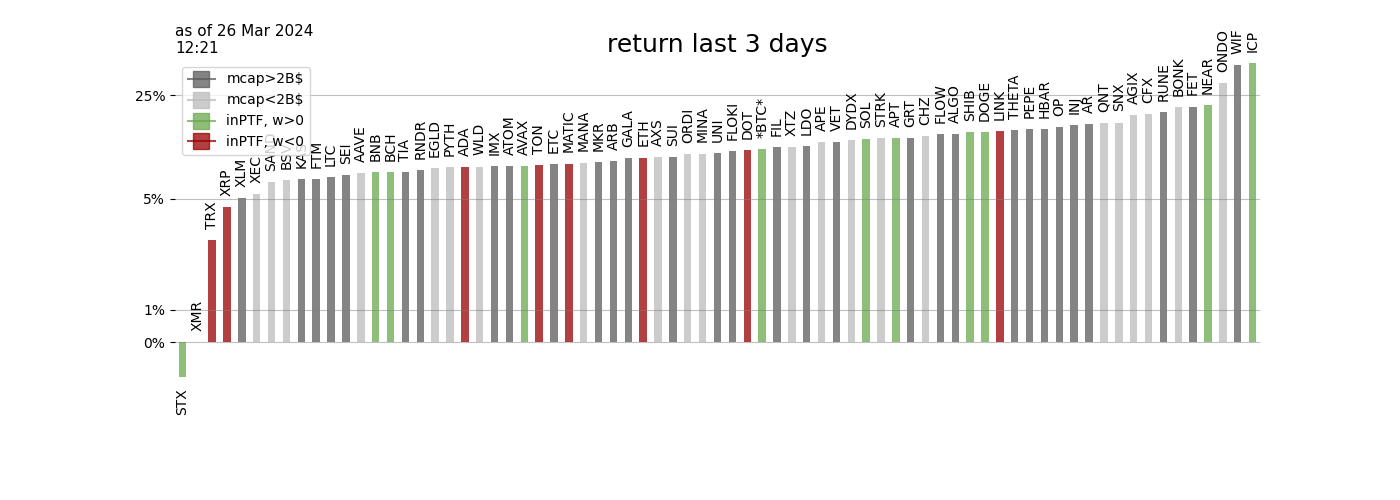 as of 26 Mar 2024
12:21
return last 3 days
mcap>2B$
mcap<2B$
inPTF, w>0
inPTF, w<0
25%
5%
1%
0%
STX
XMR
TRX
XRP
XLM
XEC
SAND
BSV
KAS
FTM
LTC
SEI
AAVE
BNB
BCH
TIA
RNDR
EGLD
PYTH
ADA
WLD
IMX
ATOM
AVAX
TON
ETC
MATIC
MANA
MKR
ARB
GALA
ETH
AXS
SUI
ORDI
MINA
UNI
FLOKI
DOT
*BTC*
FIL
XTZ
LDO
APE
VET
DYDX
SOL
STRK
APT
GRT
CHZ
FLOW
ALGO
SHIB
DOGE
LINK
THETA
PEPE
HBAR
OP
INJ
AR
QNT
SNX
AGIX
CFX
RUNE
BONK
FET
NEAR
ONDO
WIF
ICP